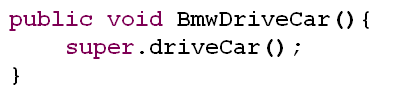 public void BmwDriveCar(){
    super.driveCar();
}